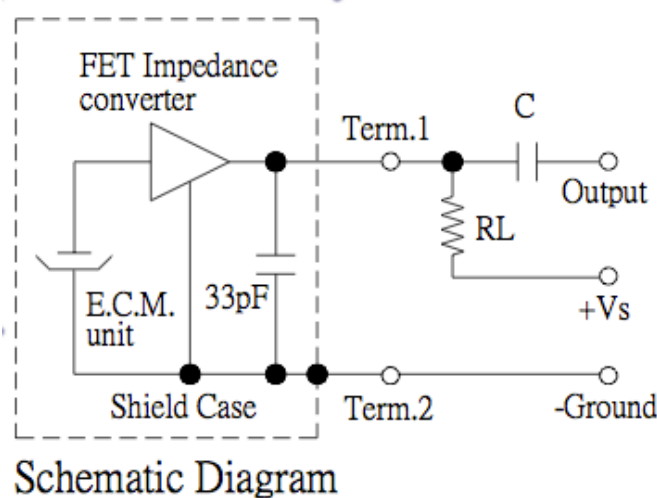 FET Impedance
converter
Term.1
C
Output
RL
+Vs
E.C.M.
unit
33pF
Shield Case
Term.2
-Ground
Schematic Diagram